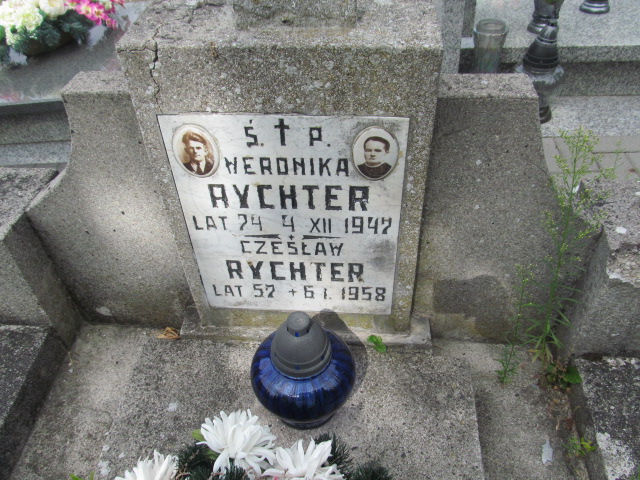 Ś. † P.
WERONIKA
RYCHTER
LAT 74 4 XII 1947
CZESŁAW
RYCHTER
LAT 57 + 6 I. 1958